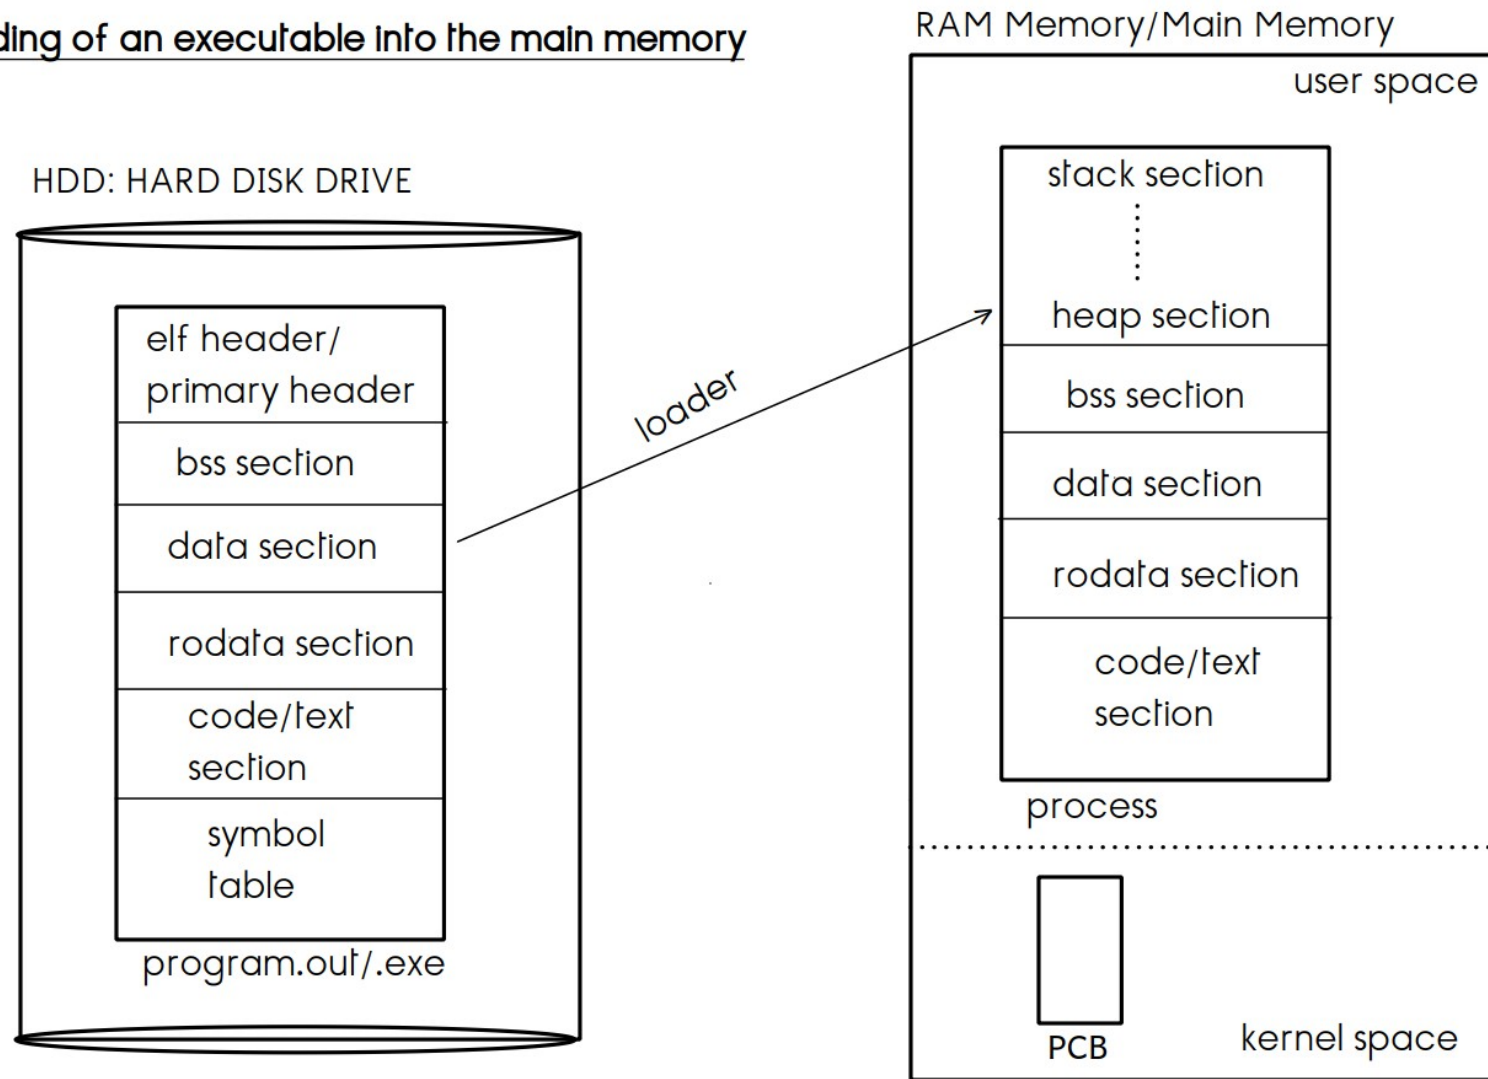 ding of an executable into the main memory
HDD: HARD DISK DRIVE
elf header/
primary header
bss section
data section
rodata section
code/text
section
symbol
table
program.out/.exe
loader
RAM Memory/Main Memory
user space
stack section
heap section
bss section
data section
rodata section
code/text
section
process
PCB
kernel space